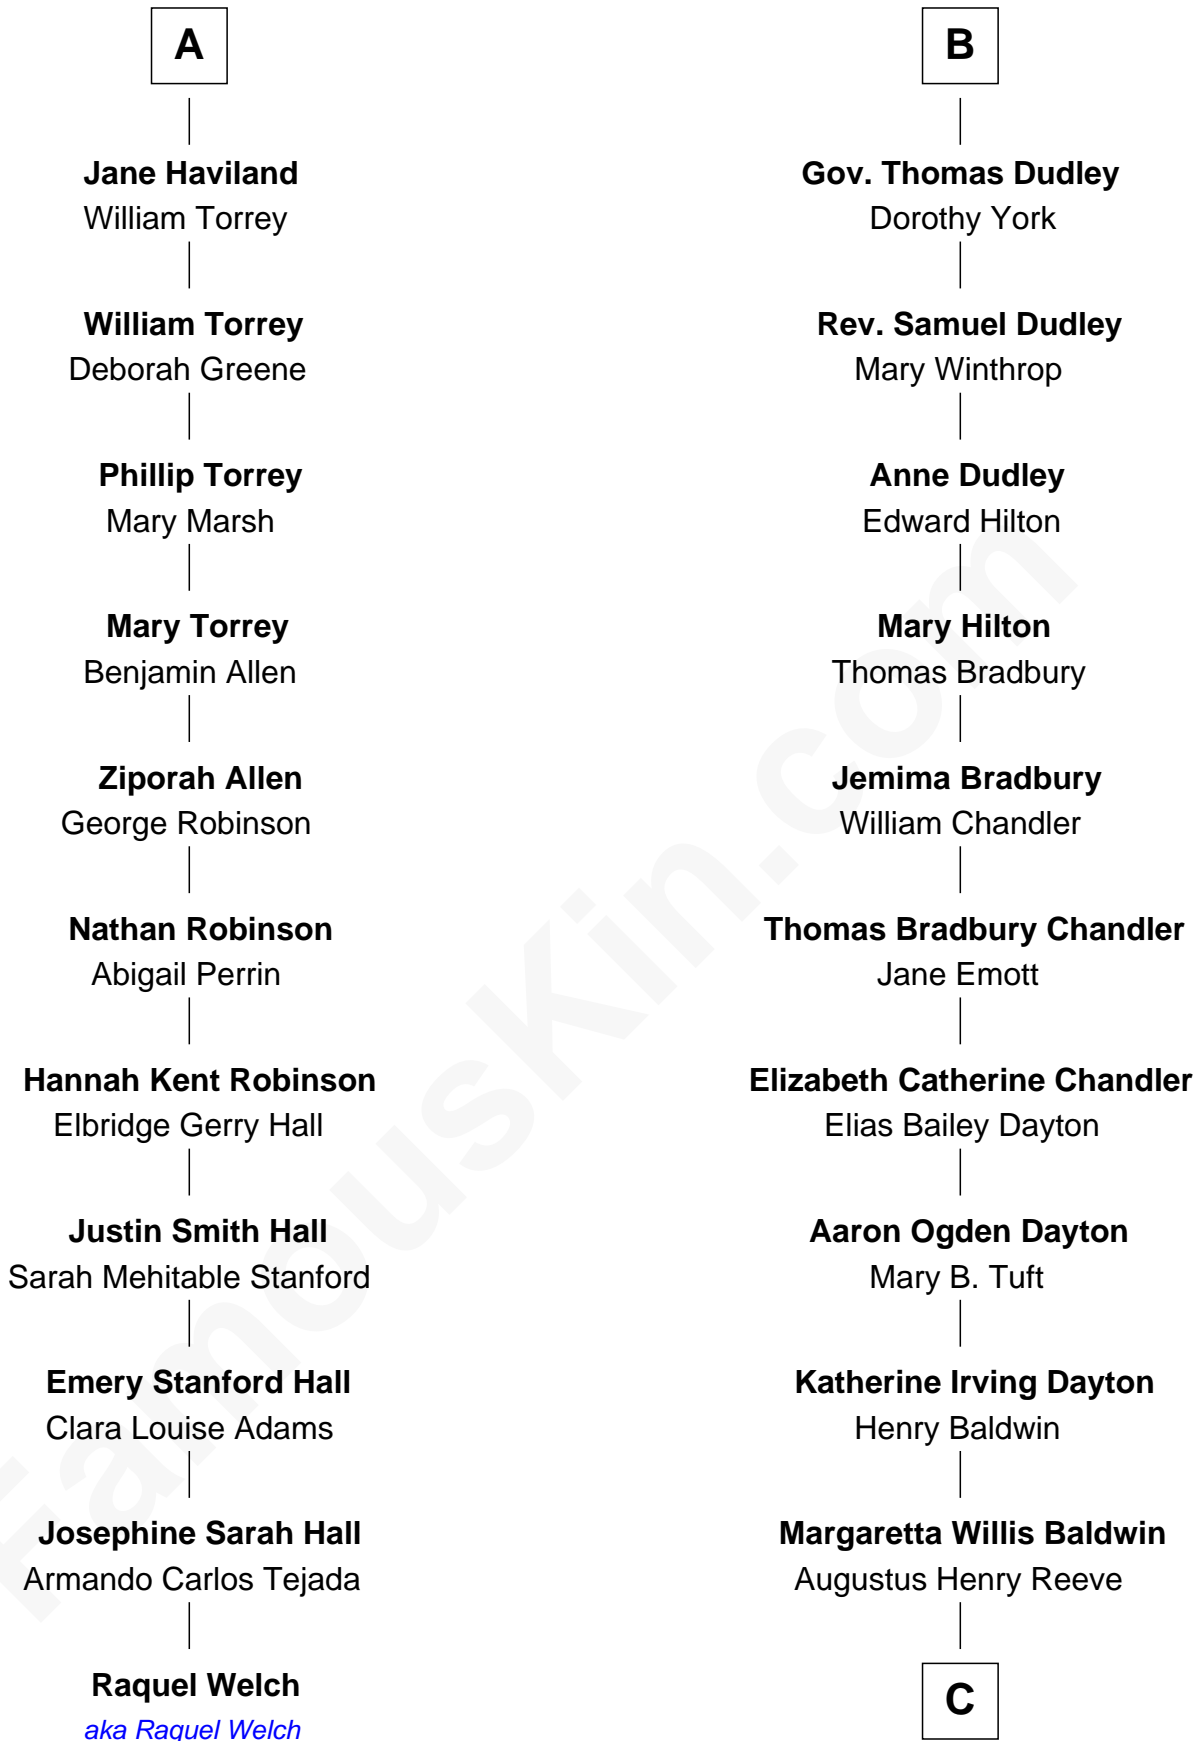 A
Jane Haviland
William Torrey
William Torrey
Deborah Greene
Phillip Torrey
Mary Marsh
Mary Torrey
Benjamin Allen
Ziporah Allen
George Robinson
Nathan Robinson
Abigail Perrin
Hannah Kent Robinson
Elbridge Gerry Hall
Justin Smith Hall
Sarah Mehitable Stanford
Emery Stanford Hall
Clara Louise Adams
Josephine Sarah Hall
Armando Carlos Tejada
Raquel Welch
aka Raquel Welch
B
Gov. Thomas Dudley
Dorothy York
Rev. Samuel Dudley
Mary Winthrop
Anne Dudley
Edward Hilton
Mary Hilton
Thomas Bradbury
Jemima Bradbury
William Chandler
Thomas Bradbury Chandler
Jane Emott
Elizabeth Catherine Chandler
Elias Bailey Dayton
Aaron Ogden Dayton
Mary B. Tuft
Katherine Irving Dayton
Henry Baldwin
Margaretta Willis Baldwin
Augustus Henry Reeve
C
FamousKin.com